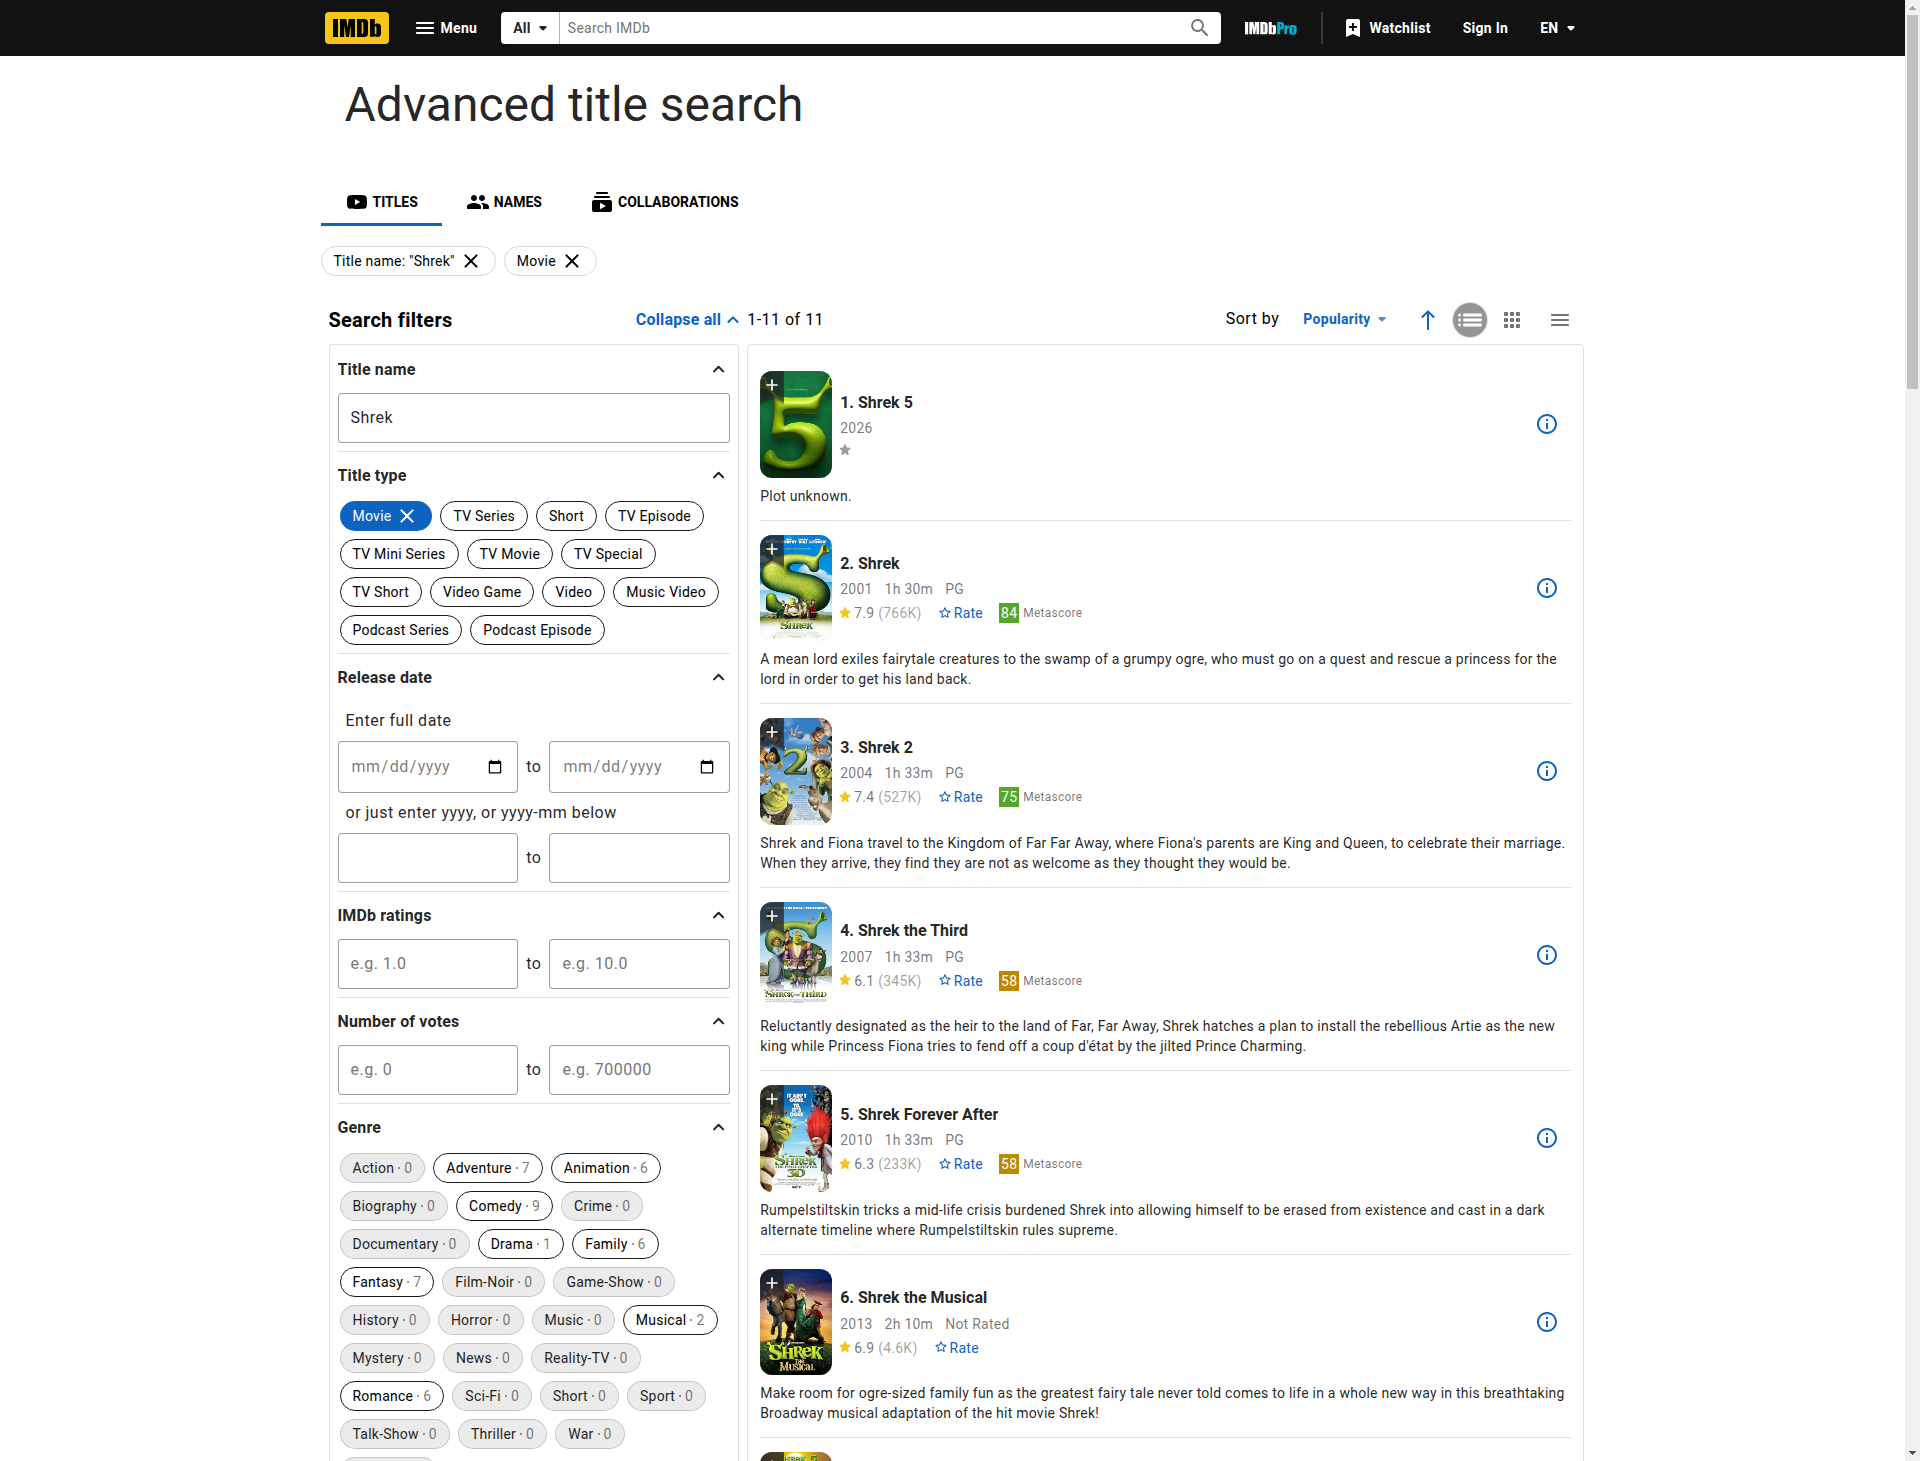 IMDb Menu All Search IMDb IMDbPro Watchlist Sign In EN
Advanced title search
TITLES NAMES COLLABORATIONS
Title name: "Shrek" Movie
Search filters Collapse all 1-11 of 11 Sort by Popularity
Title name
Shrek
Title type
Movie TV Series Short TV Episode
TV Mini Series TV Movie TV Special
TV Short Video Game Video Music Video
Podcast Series Podcast Episode
Release date
Enter full date
mm/dd/yyyy to mm/dd/yyyy
or just enter yyyy, or yyyy-mm below
to
IMDb ratings
e.g. 1.0 to e.g. 10.0
Number of votes
e.g. 0 to e.g. 700000
Genre
Action · 0 Adventure · 7 Animation · 6
Biography · 0 Comedy · 9 Crime · 0
Documentary · 0 Drama · 1 Family · 6
Fantasy · 7 Film-Noir · 0 Game-Show · 0
History · 0 Horror · 0 Music · 0 Musical · 2
Mystery · 0 News · 0 Reality-TV · 0
Romance · 6 Sci-Fi · 0 Short · 0 Sport · 0
Talk-Show · 0 Thriller · 0 War · 0
5
1. Shrek 5
2026
Plot unknown.
SHREK
2. Shrek
2001 1h 30m PG
7.9 (766K) Rate 84 Metascore
A mean lord exiles fairytale creatures to the swamp of a grumpy ogre, who must go on a quest and rescue a princess for the
lord in order to get his land back.
2
3. Shrek 2
2004 1h 33m PG
7.4 (527K) Rate 75 Metascore
Shrek and Fiona travel to the Kingdom of Far Far Away, where Fiona's parents are King and Queen, to celebrate their marriage.
When they arrive, they find they are not as welcome as they thought they would be.
SHREK THE THIRD
4. Shrek the Third
2007 1h 33m PG
6.1 (345K) Rate 58 Metascore
Reluctantly designated as the heir to the land of Far, Far Away, Shrek hatches a plan to install the rebellious Artie as the new
king while Princess Fiona tries to fend off a coup d'état by the jilted Prince Charming.
IT AIN'T
OGRE
TIL
IT'S
OGRE
SHREK
THE FINAL CHAPTER
3D
5. Shrek Forever After
2010 1h 33m PG
6.3 (233K) Rate 58 Metascore
Rumpelstiltskin tricks a mid-life crisis burdened Shrek into allowing himself to be erased from existence and cast in a dark
alternate timeline where Rumpelstiltskin rules supreme.
SHREK
THE
MUSICAL
6. Shrek the Musical
2013 2h 10m Not Rated
6.9 (4.6K) Rate
Make room for ogre-sized family fun as the greatest fairy tale never told comes to life in a whole new way in this breathtaking
Broadway musical adaptation of the hit movie Shrek!